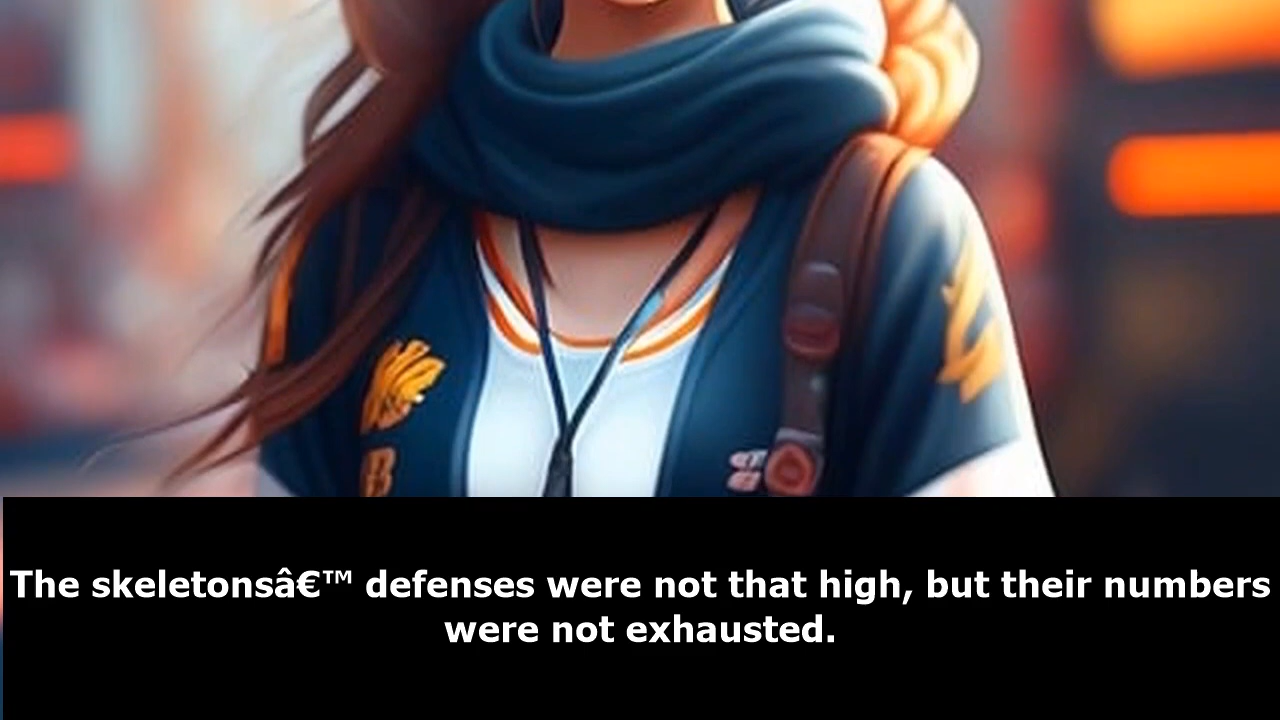 The skeletonsâ€™ defenses were not that high, but their numbers
were not exhausted.